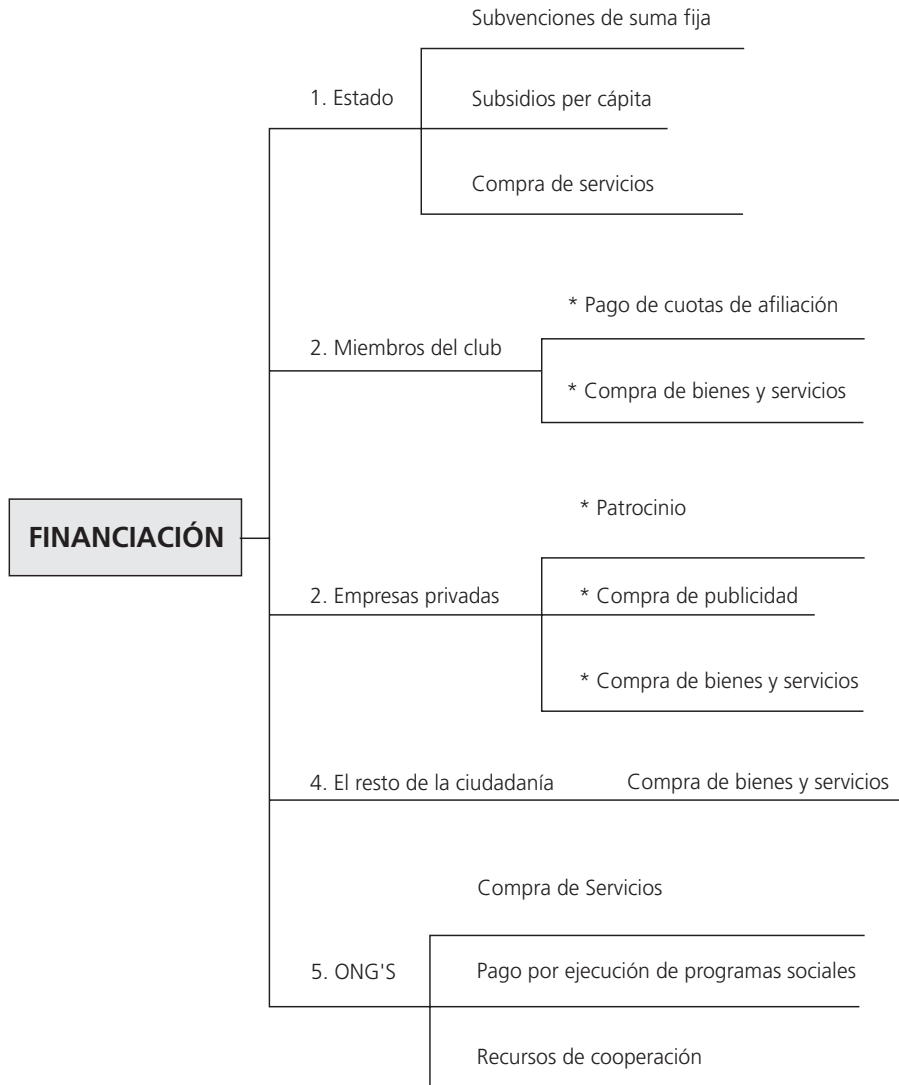 FINANCIACIÓN
1. Estado
Subvenciones de suma fija
Subsidios per cápita
Compra de servicios
2. Miembros del club
* Pago de cuotas de afiliación
* Compra de bienes y servicios
2. Empresas privadas
* Patrocinio
* Compra de publicidad
* Compra de bienes y servicios
4. El resto de la ciudadanía
Compra de bienes y servicios
5. ONG'S
Compra de Servicios
Pago por ejecución de programas sociales
Recursos de cooperación